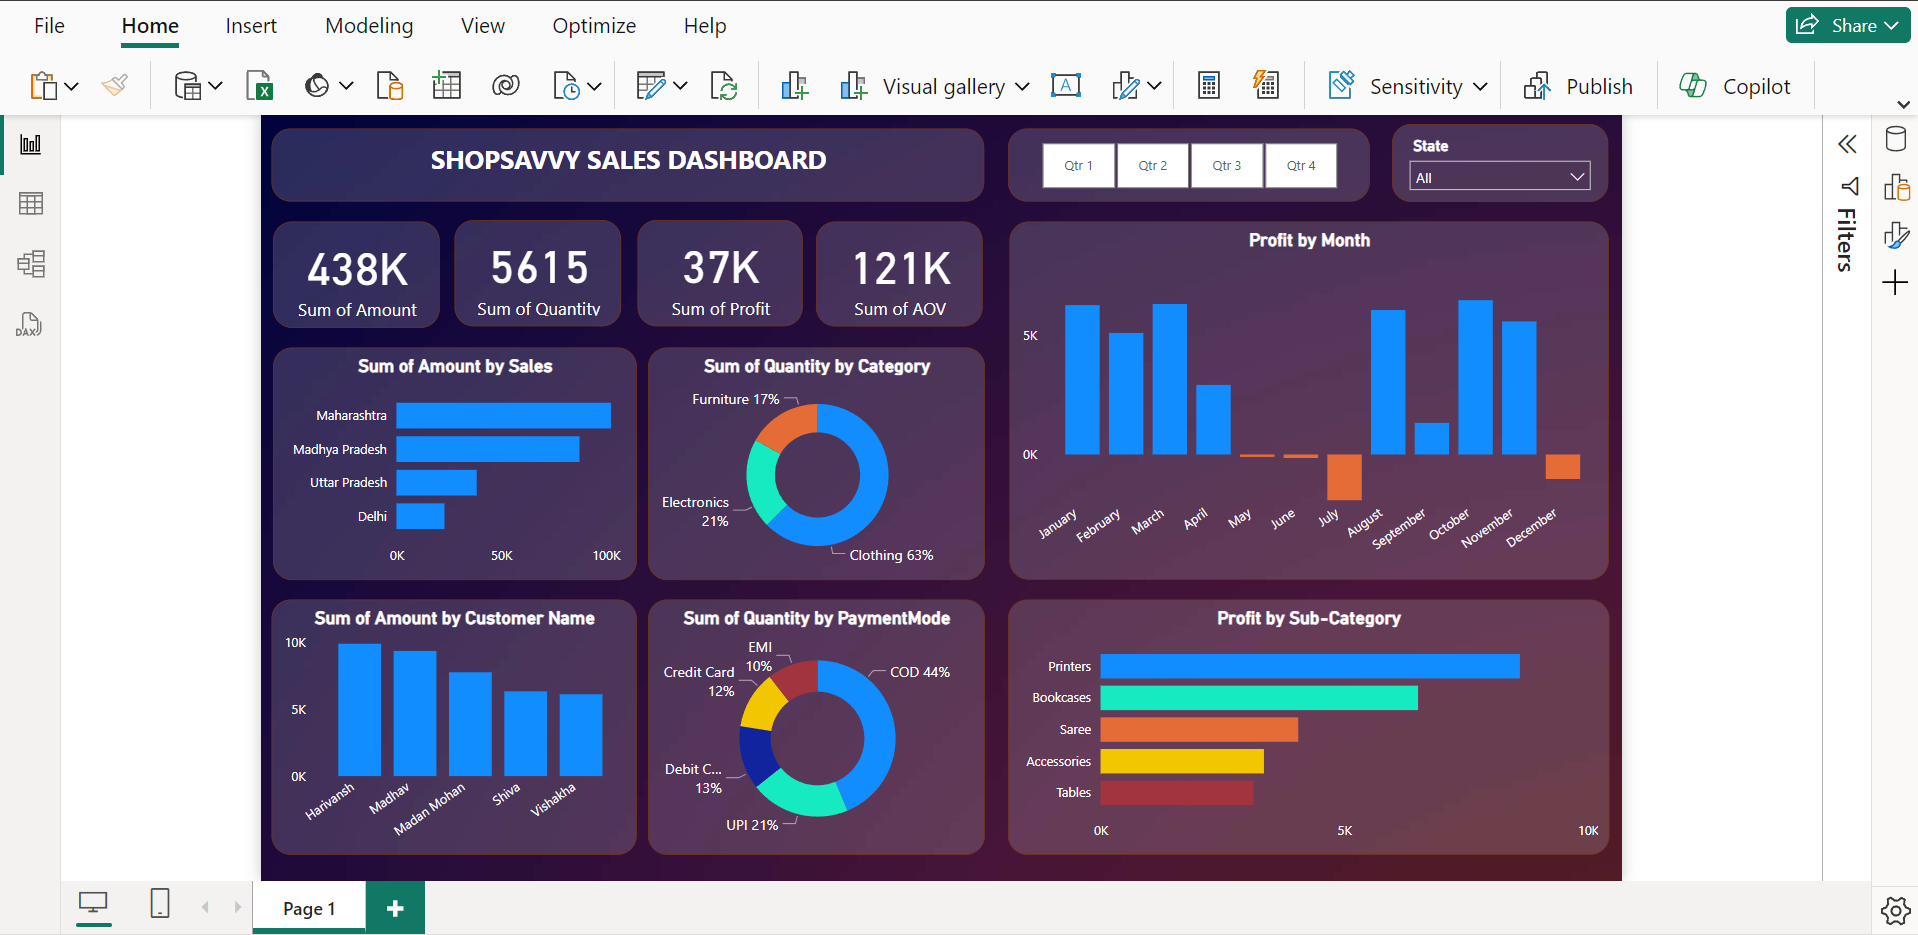 File Home Insert Modeling View Optimize Help Share
Visual gallery Sensitivity Publish Copilot
SHOPSAVVY SALES DASHBOARD
Qtr 1 Qtr 2 Qtr 3 Qtr 4
State
All
Filters
DAX
438K
Sum of Amount
5615
Sum of Quantity
37K
Sum of Profit
121K
Sum of AOV
Profit by Month
5K
0K
January February March April May June July August September October November December
Sum of Amount by Sales
Maharashtra
Madhya Pradesh
Uttar Pradesh
Delhi
0K 50K 100K
Sum of Quantity by Category
Furniture 17%
Electronics
21%
Clothing 63%
Sum of Amount by Customer Name
10K
5K
0K
Harivansh Madhav Madan Mohan Shiva Vishakha
Sum of Quantity by PaymentMode
EMI
10%
Credit Card
12%
COD 44%
Debit C...
13%
UPI 21%
Profit by Sub-Category
Printers
Bookcases
Saree
Accessories
Tables
0K 5K 10K
Page 1